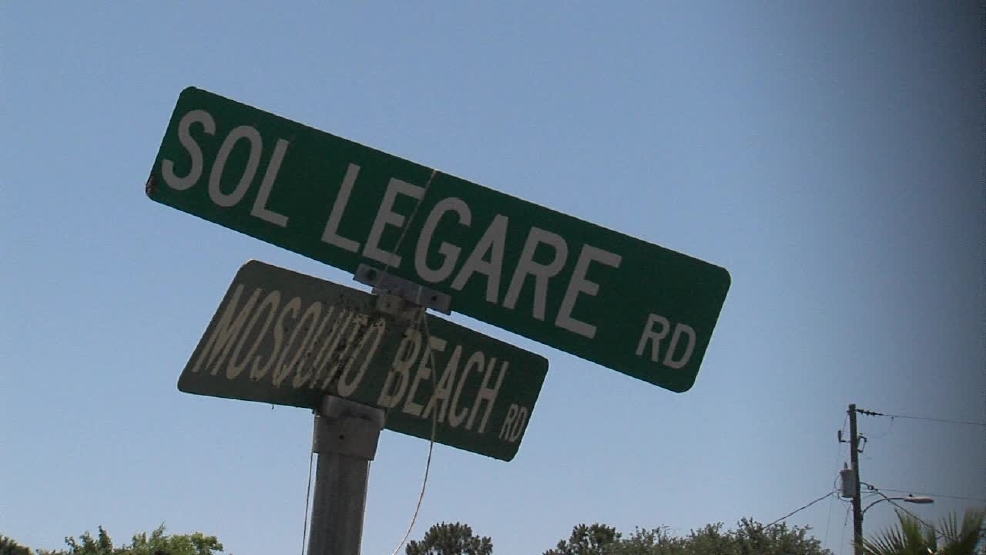 SOL LEGARE RD
MOSQUITO BEACH RD